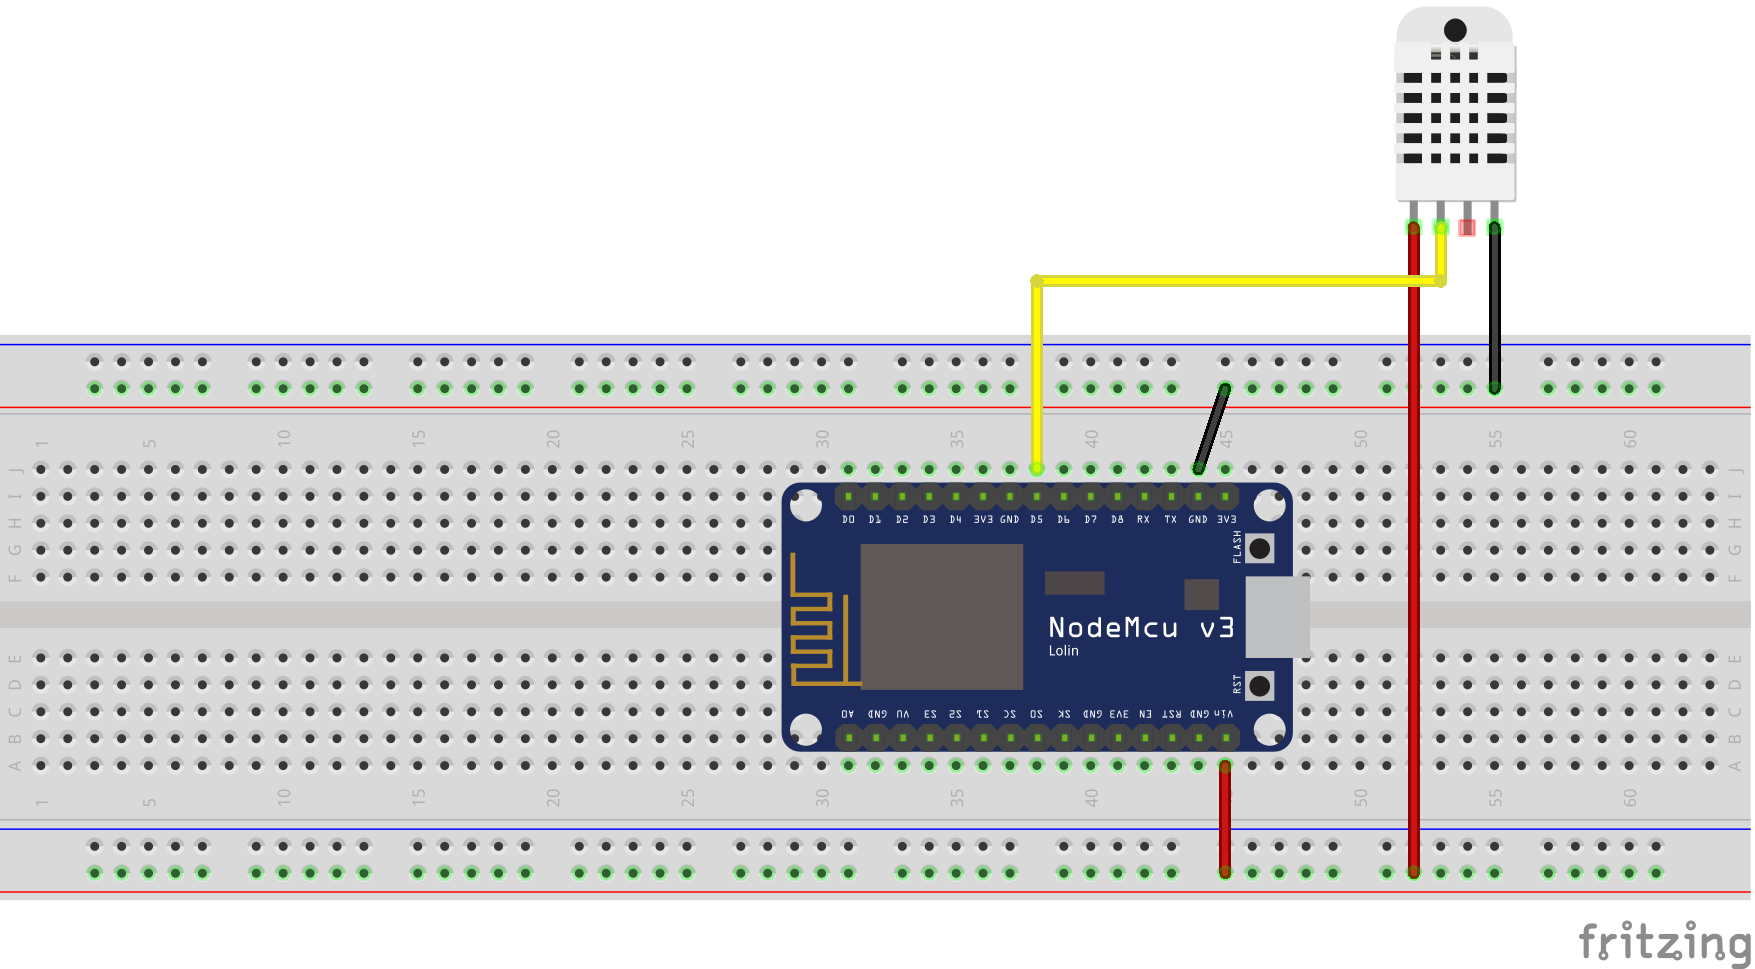 1 5 10 15 20 25 30 35 40 45 50 55 60
J J
I I
H H
G G
F F
D0 D1 D2 D3 D4 3V3 GND D5 D6 D7 D8 RX TX GND 3V3
FLASH
NodeMcu v3
Lolin
RST
A0 GND VU S3 S2 S1 SC S0 SK GND 3V3 EN RST GND Vin
E E
D D
C C
B B
A A
1 5 10 15 20 25 30 35 40 50 55 60
fritzing